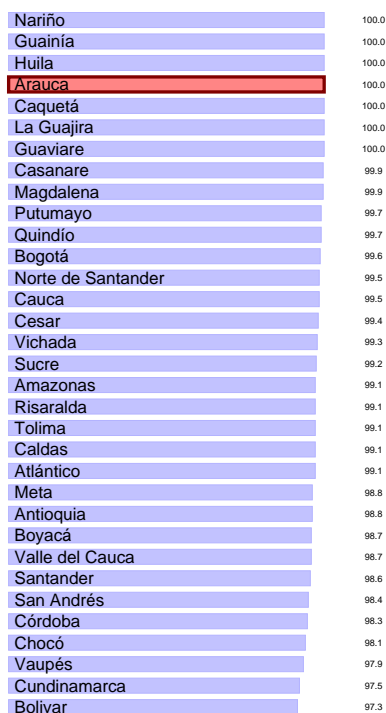 Nariño 100.0
Guainía 100.0
Huila 100.0
Arauca 100.0
Caquetá 100.0
La Guajira 100.0
Guaviare 100.0
Casanare 99.9
Magdalena 99.9
Putumayo 99.7
Quindío 99.7
Bogotá 99.6
Norte de Santander 99.5
Cauca 99.5
Cesar 99.4
Vichada 99.3
Sucre 99.2
Amazonas 99.1
Risaralda 99.1
Tolima 99.1
Caldas 99.1
Atlántico 99.1
Meta 98.8
Antioquia 98.8
Boyacá 98.7
Valle del Cauca 98.7
Santander 98.6
San Andrés 98.4
Córdoba 98.3
Chocó 98.1
Vaupés 97.9
Cundinamarca 97.5
Bolivar 97.3